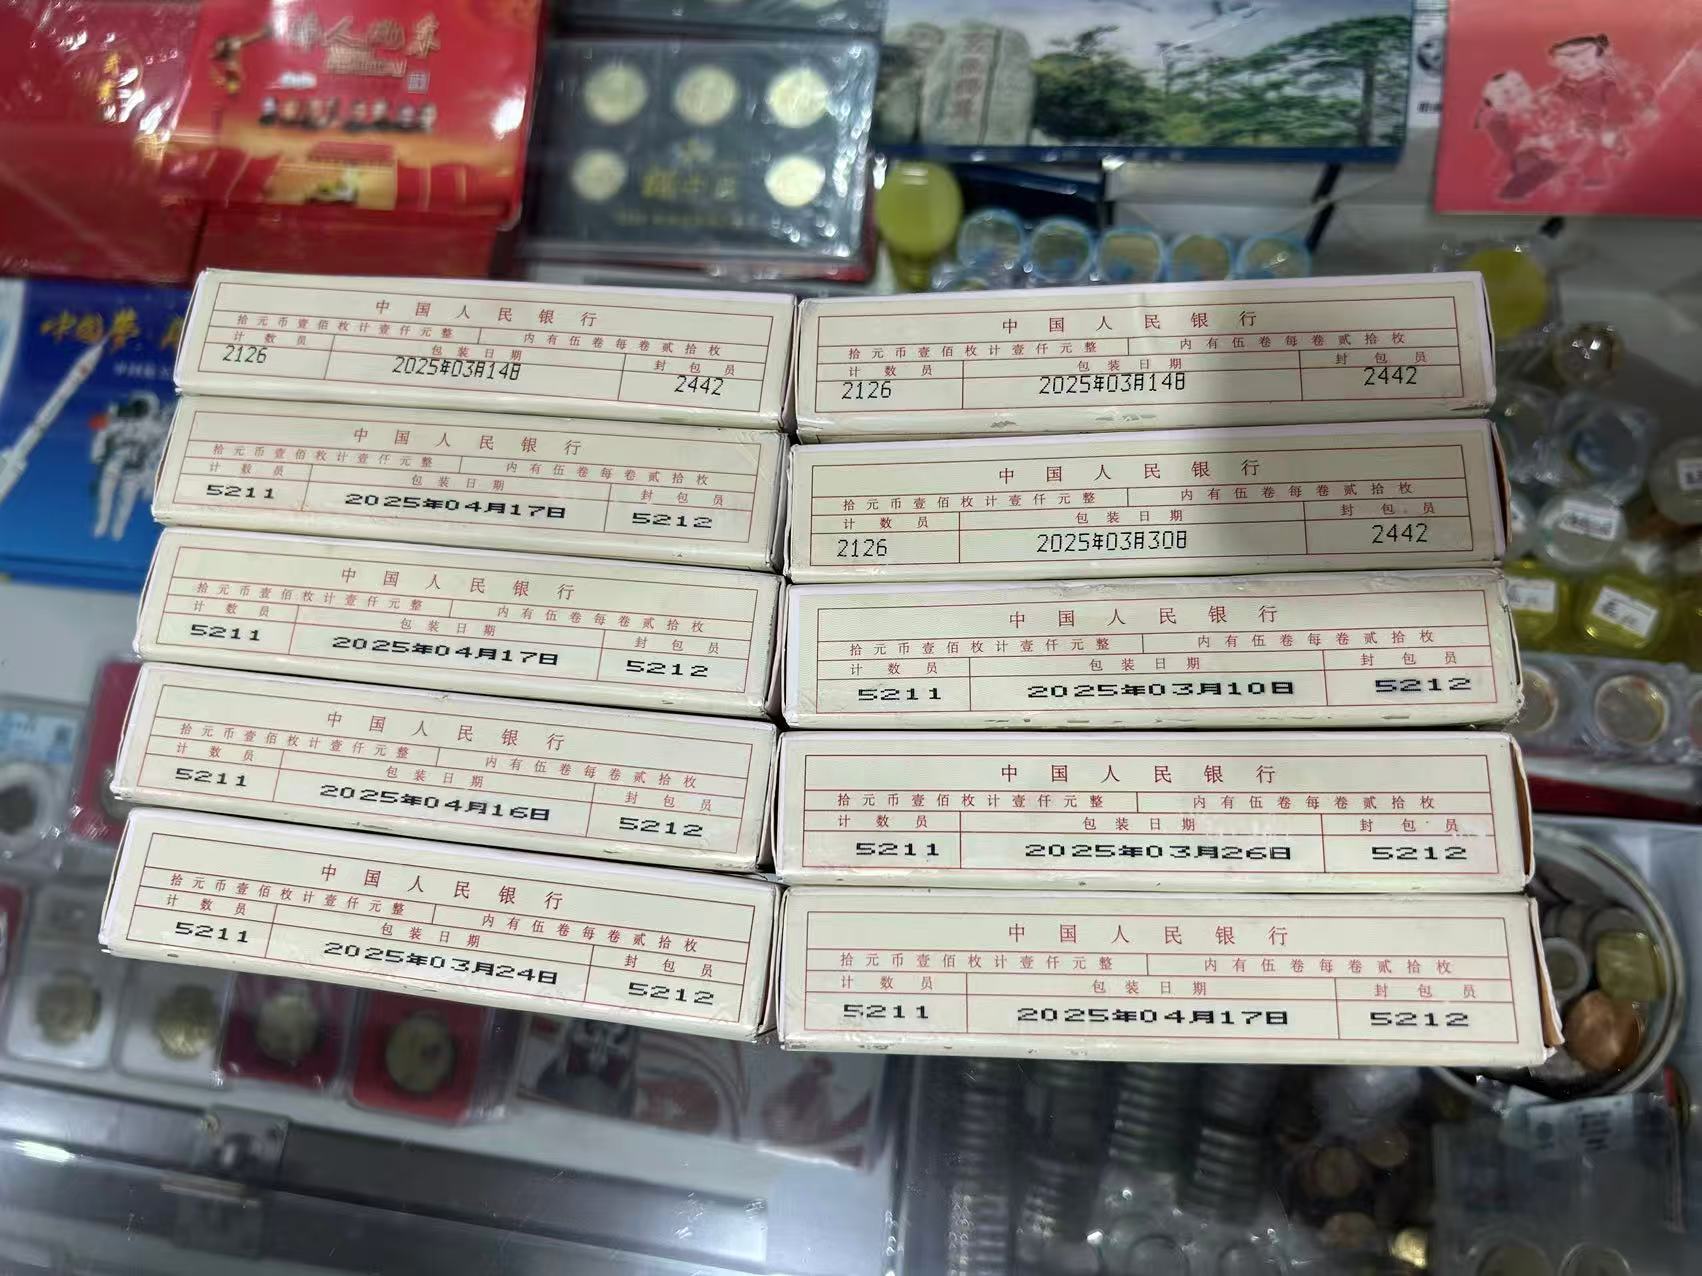 中国人民银行
拾元币壹佰枚计壹仟元整 内有伍卷每卷贰拾枚
计数员 包装日期 封包员
2126 2025年03月14日 2442
中国人民银行
拾元币壹佰枚计壹仟元整 内有伍卷每卷贰拾枚
计数员 包装日期 封包员
5211 2025年04月17日 5212
中国人民银行
拾元币壹佰枚计壹仟元整 内有伍卷每卷贰拾枚
计数员 包装日期 封包员
5211 2025年04月17日 5212
中国人民银行
拾元币壹佰枚计壹仟元整 内有伍卷每卷贰拾枚
计数员 包装日期 封包员
5211 2025年04月16日 5212
中国人民银行
拾元币壹佰枚计壹仟元整 内有伍卷每卷贰拾枚
计数员 包装日期 封包员
5211 2025年03月24日 5212
中国人民银行
拾元币壹佰枚计壹仟元整 内有伍卷每卷贰拾枚
计数员 包装日期 封包员
2126 2025年03月14日 2442
中国人民银行
拾元币壹佰枚计壹仟元整 内有伍卷每卷贰拾枚
计数员 包装日期 封包员
2126 2025年03月30日 2442
中国人民银行
拾元币壹佰枚计壹仟元整 内有伍卷每卷贰拾枚
计数员 包装日期 封包员
5211 2025年03月10日 5212
中国人民银行
拾元币壹佰枚计壹仟元整 内有伍卷每卷贰拾枚
计数员 包装日期 封包员
5211 2025年03月26日 5212
中国人民银行
拾元币壹佰枚计壹仟元整 内有伍卷每卷贰拾枚
计数员 包装日期 封包员
5211 2025年04月17日 5212
中国梦